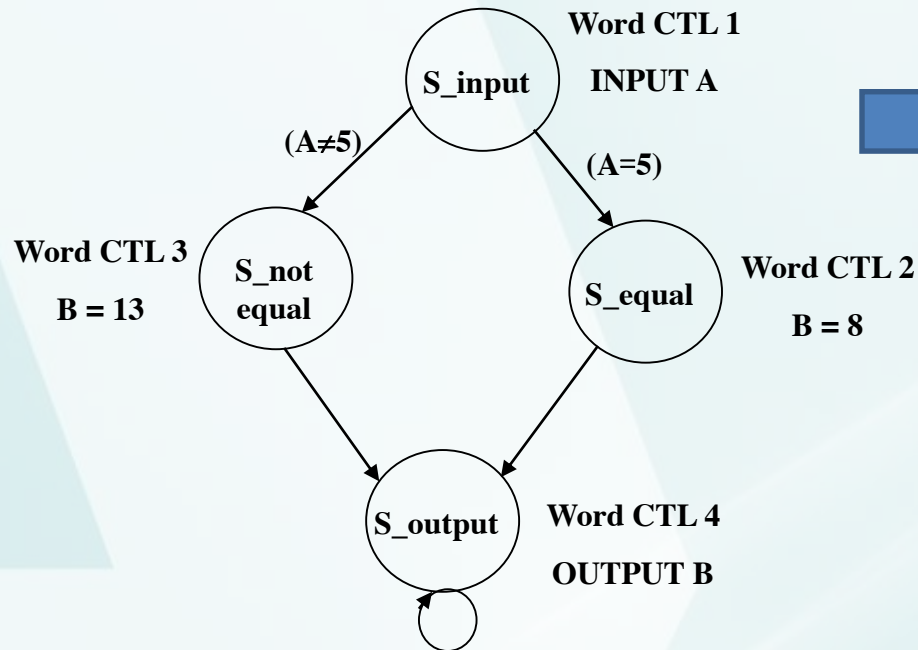 Word CTL 1
S_input
INPUT A
(A≠5)
(A=5)
Word CTL 3
B = 13
S_not
equal
S_equal
Word CTL 2
B = 8
S_output
Word CTL 4
OUTPUT B